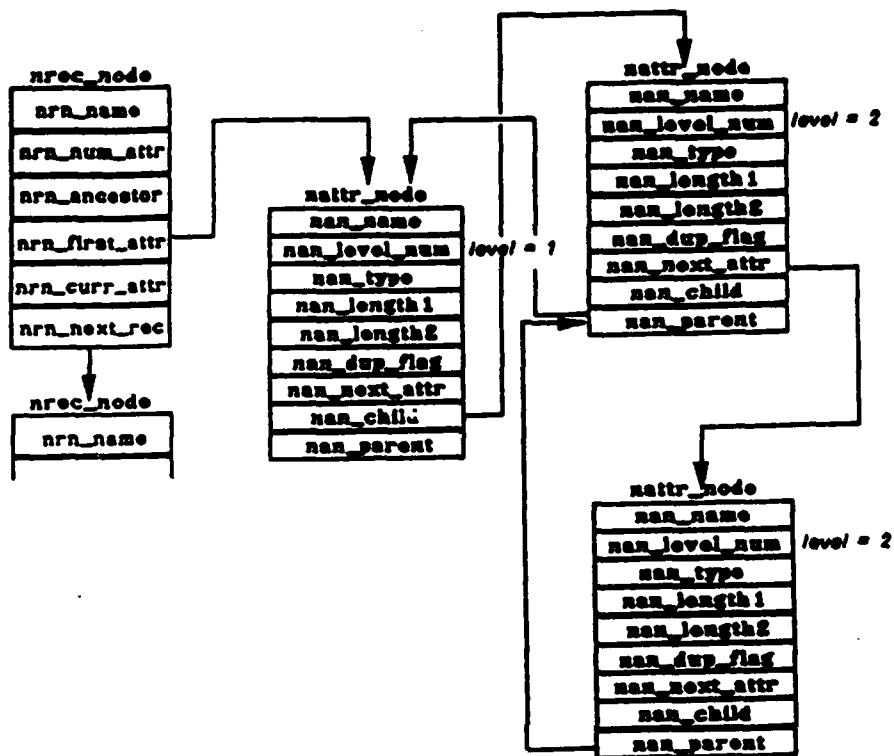 nrec_node
nrn_name
nrn_num_attr
nrn_ancestor
nrn_first_attr
nrn_curr_attr
nrn_next_rec
nrec_node
nrn_name
nattr_node
nan_name
nan_level_num
level = 1
nan_type
nan_length1
nan_length2
nan_dup_flag
nan_next_attr
nan_child
nan_parent
nattr_node
nan_name
nan_level_num
level = 2
nan_type
nan_length1
nan_length2
nan_dup_flag
nan_next_attr
nan_child
nan_parent
nattr_node
nan_name
nan_level_num
level = 2
nan_type
nan_length1
nan_length2
nan_dup_flag
nan_next_attr
nan_child
nan_parent